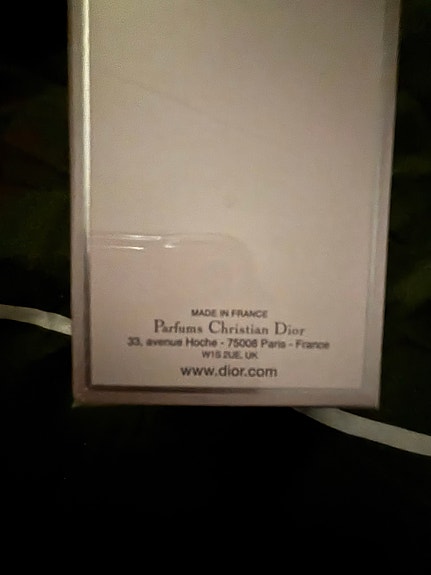 MADE IN FRANCE
Parfums Christian Dior
33, avenue Hoche - 75008 Paris - France
W1S 2UE, UK
www.dior.com